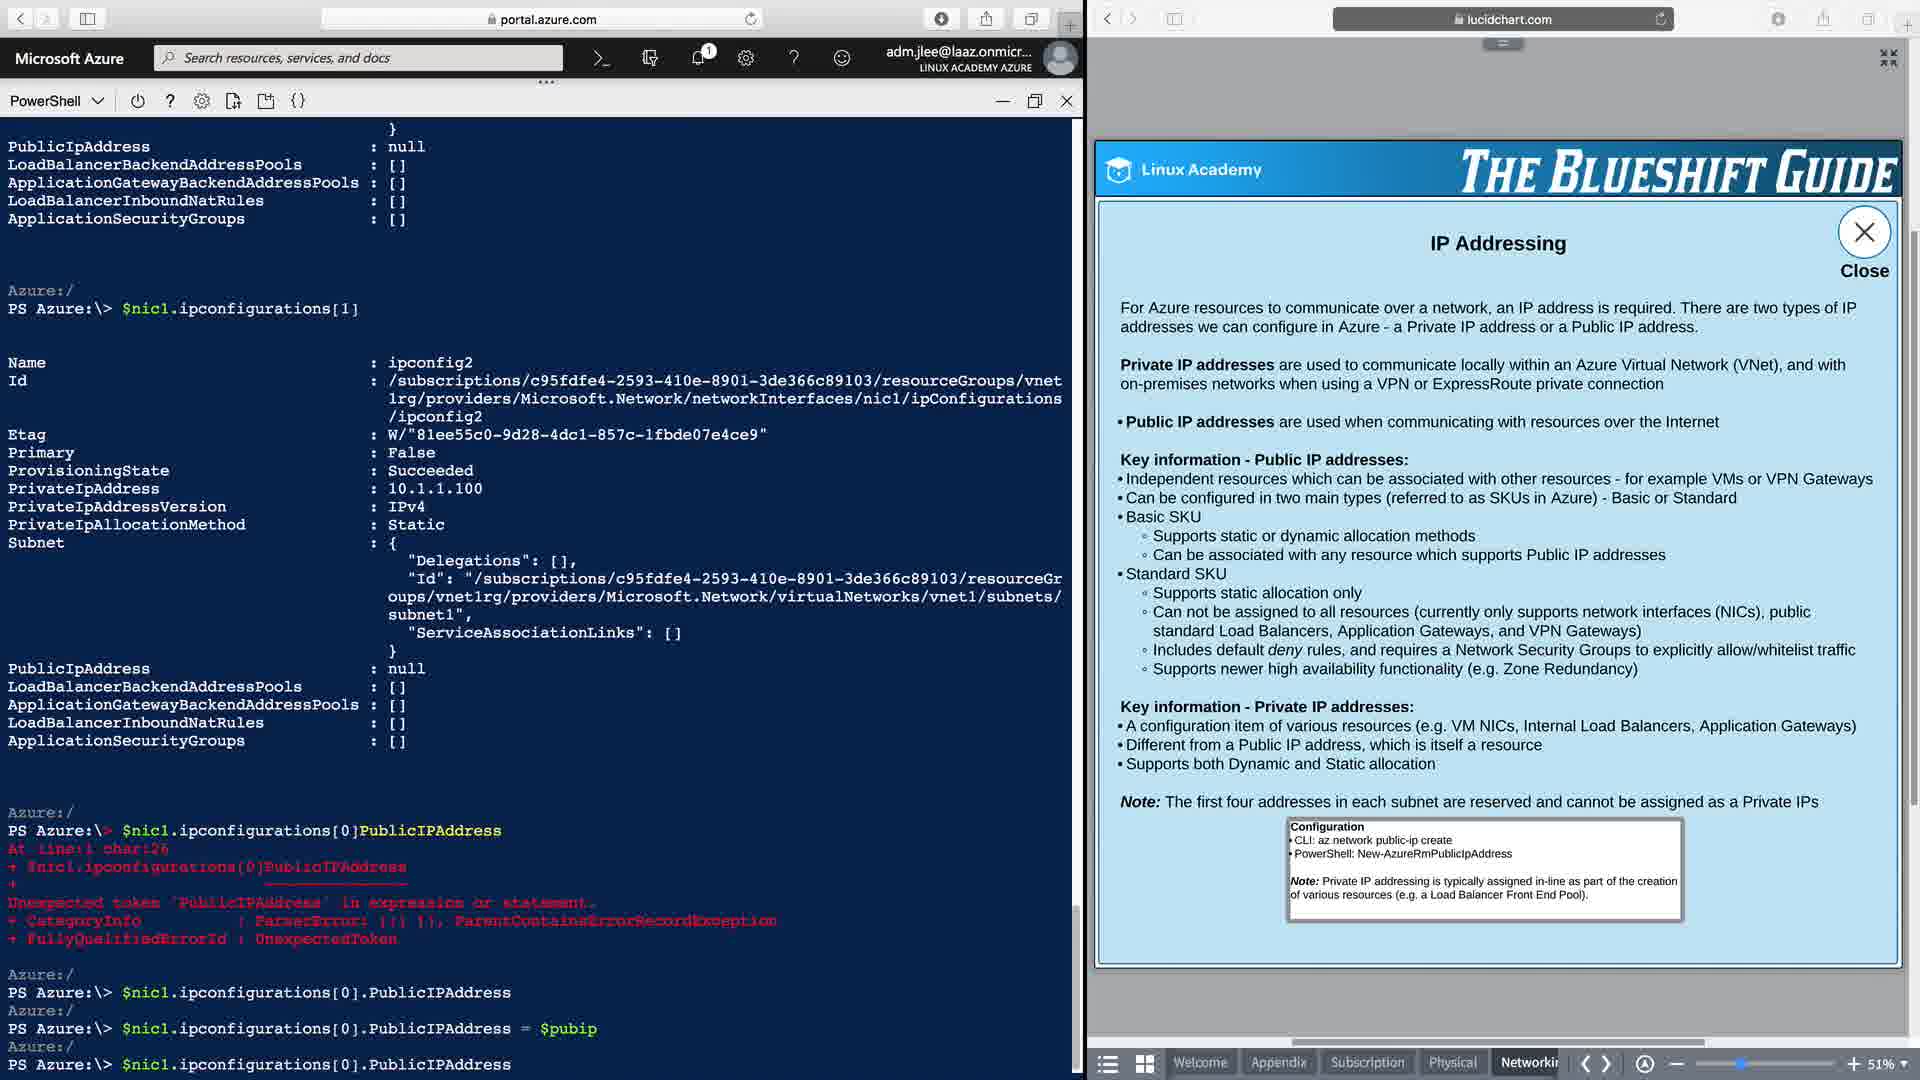 portal.azure.com
lucidchart.com
Microsoft Azure
Search resources, services, and docs
1
adm.jlee@laaz.onmicr...
LINUX ACADEMY AZURE
PowerShell
}
PublicIpAddress : null
LoadBalancerBackendAddressPools : []
ApplicationGatewayBackendAddressPools : []
LoadBalancerInboundNatRules : []
ApplicationSecurityGroups : []
Azure:/
PS Azure:\> $nic1.ipconfigurations[1]
Name : ipconfig2
Id : /subscriptions/c95fdfe4-2593-410e-8901-3de366c89103/resourceGroups/vnet
1rg/providers/Microsoft.Network/networkInterfaces/nic1/ipConfigurations
/ipconfig2
Etag : W/"81ee55c0-9d28-4dc1-857c-1fbde07e4ce9"
Primary : False
ProvisioningState : Succeeded
PrivateIpAddress : 10.1.1.100
PrivateIpAddressVersion : IPv4
PrivateIpAllocationMethod : Static
Subnet : {
"Delegations": [],
"Id": "/subscriptions/c95fdfe4-2593-410e-8901-3de366c89103/resourceGr
oups/vnet1rg/providers/Microsoft.Network/virtualNetworks/vnet1/subnets/
subnet1",
"ServiceAssociationLinks": []
}
PublicIpAddress : null
LoadBalancerBackendAddressPools : []
ApplicationGatewayBackendAddressPools : []
LoadBalancerInboundNatRules : []
ApplicationSecurityGroups : []
Azure:/
PS Azure:\> $nic1.ipconfigurations[0]PublicIPAddress
At line:1 char:26
+ $nic1.ipconfigurations[0]PublicIPAddress
+ ~~~~~~~~~~~~~~~
Unexpected token 'PublicIPAddress' in expression or statement.
+ CategoryInfo : ParserError: (:) [], ParentContainsErrorRecordException
+ FullyQualifiedErrorId : UnexpectedToken
Azure:/
PS Azure:\> $nic1.ipconfigurations[0].PublicIPAddress
Azure:/
PS Azure:\> $nic1.ipconfigurations[0].PublicIPAddress = $pubip
Azure:/
PS Azure:\> $nic1.ipconfigurations[0].PublicIPAddress
Linux Academy
THE BLUESHIFT GUIDE
IP Addressing
Close
For Azure resources to communicate over a network, an IP address is required. There are two types of IP
addresses we can configure in Azure - a Private IP address or a Public IP address.
Private IP addresses are used to communicate locally within an Azure Virtual Network (VNet), and with
on-premises networks when using a VPN or ExpressRoute private connection
• Public IP addresses are used when communicating with resources over the Internet
Key information - Public IP addresses:
• Independent resources which can be associated with other resources - for example VMs or VPN Gateways
• Can be configured in two main types (referred to as SKUs in Azure) - Basic or Standard
• Basic SKU
◦ Supports static or dynamic allocation methods
◦ Can be associated with any resource which supports Public IP addresses
• Standard SKU
◦ Supports static allocation only
◦ Can not be assigned to all resources (currently only supports network interfaces (NICs), public
standard Load Balancers, Application Gateways, and VPN Gateways)
◦ Includes default deny rules, and requires a Network Security Groups to explicitly allow/whitelist traffic
◦ Supports newer high availability functionality (e.g. Zone Redundancy)
Key information - Private IP addresses:
• A configuration item of various resources (e.g. VM NICs, Internal Load Balancers, Application Gateways)
• Different from a Public IP address, which is itself a resource
• Supports both Dynamic and Static allocation
Note: The first four addresses in each subnet are reserved and cannot be assigned as a Private IPs
Configuration
• CLI: az network public-ip create
• PowerShell: New-AzureRmPublicIpAddress
Note: Private IP addressing is typically assigned in-line as part of the creation
of various resources (e.g. a Load Balancer Front End Pool).
Welcome
Appendix
Subscription
Physical
Networkin
51%